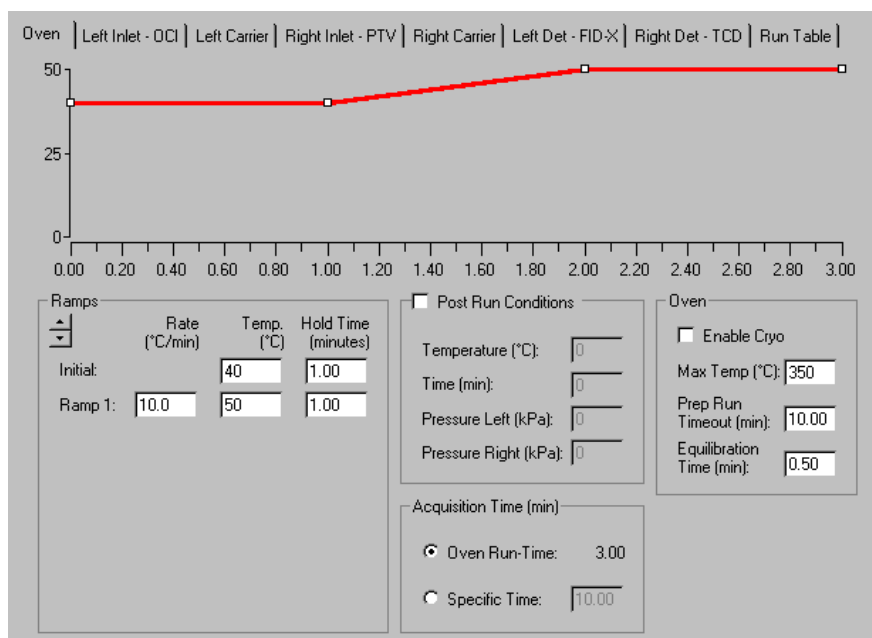 Oven Left Inlet - OCI Left Carrier Right Inlet - PTV Right Carrier Left Det - FID-X Right Det - TCD Run Table
50
25
0
0.00 0.20 0.40 0.60 0.80 1.00 1.20 1.40 1.60 1.80 2.00 2.20 2.40 2.60 2.80 3.00
Ramps
Rate (°C/min) Temp. (°C) Hold Time (minutes)
Initial: 40 1.00
Ramp 1: 10.0 50 1.00
Post Run Conditions
Temperature (°C): 0
Time (min): 0
Pressure Left (kPa): 0
Pressure Right (kPa): 0
Acquisition Time (min)
Oven Run-Time: 3.00
Specific Time: 10.00
Oven
Enable Cryo
Max Temp (°C): 350
Prep Run
Timeout (min): 10.00
Equilibration
Time (min): 0.50